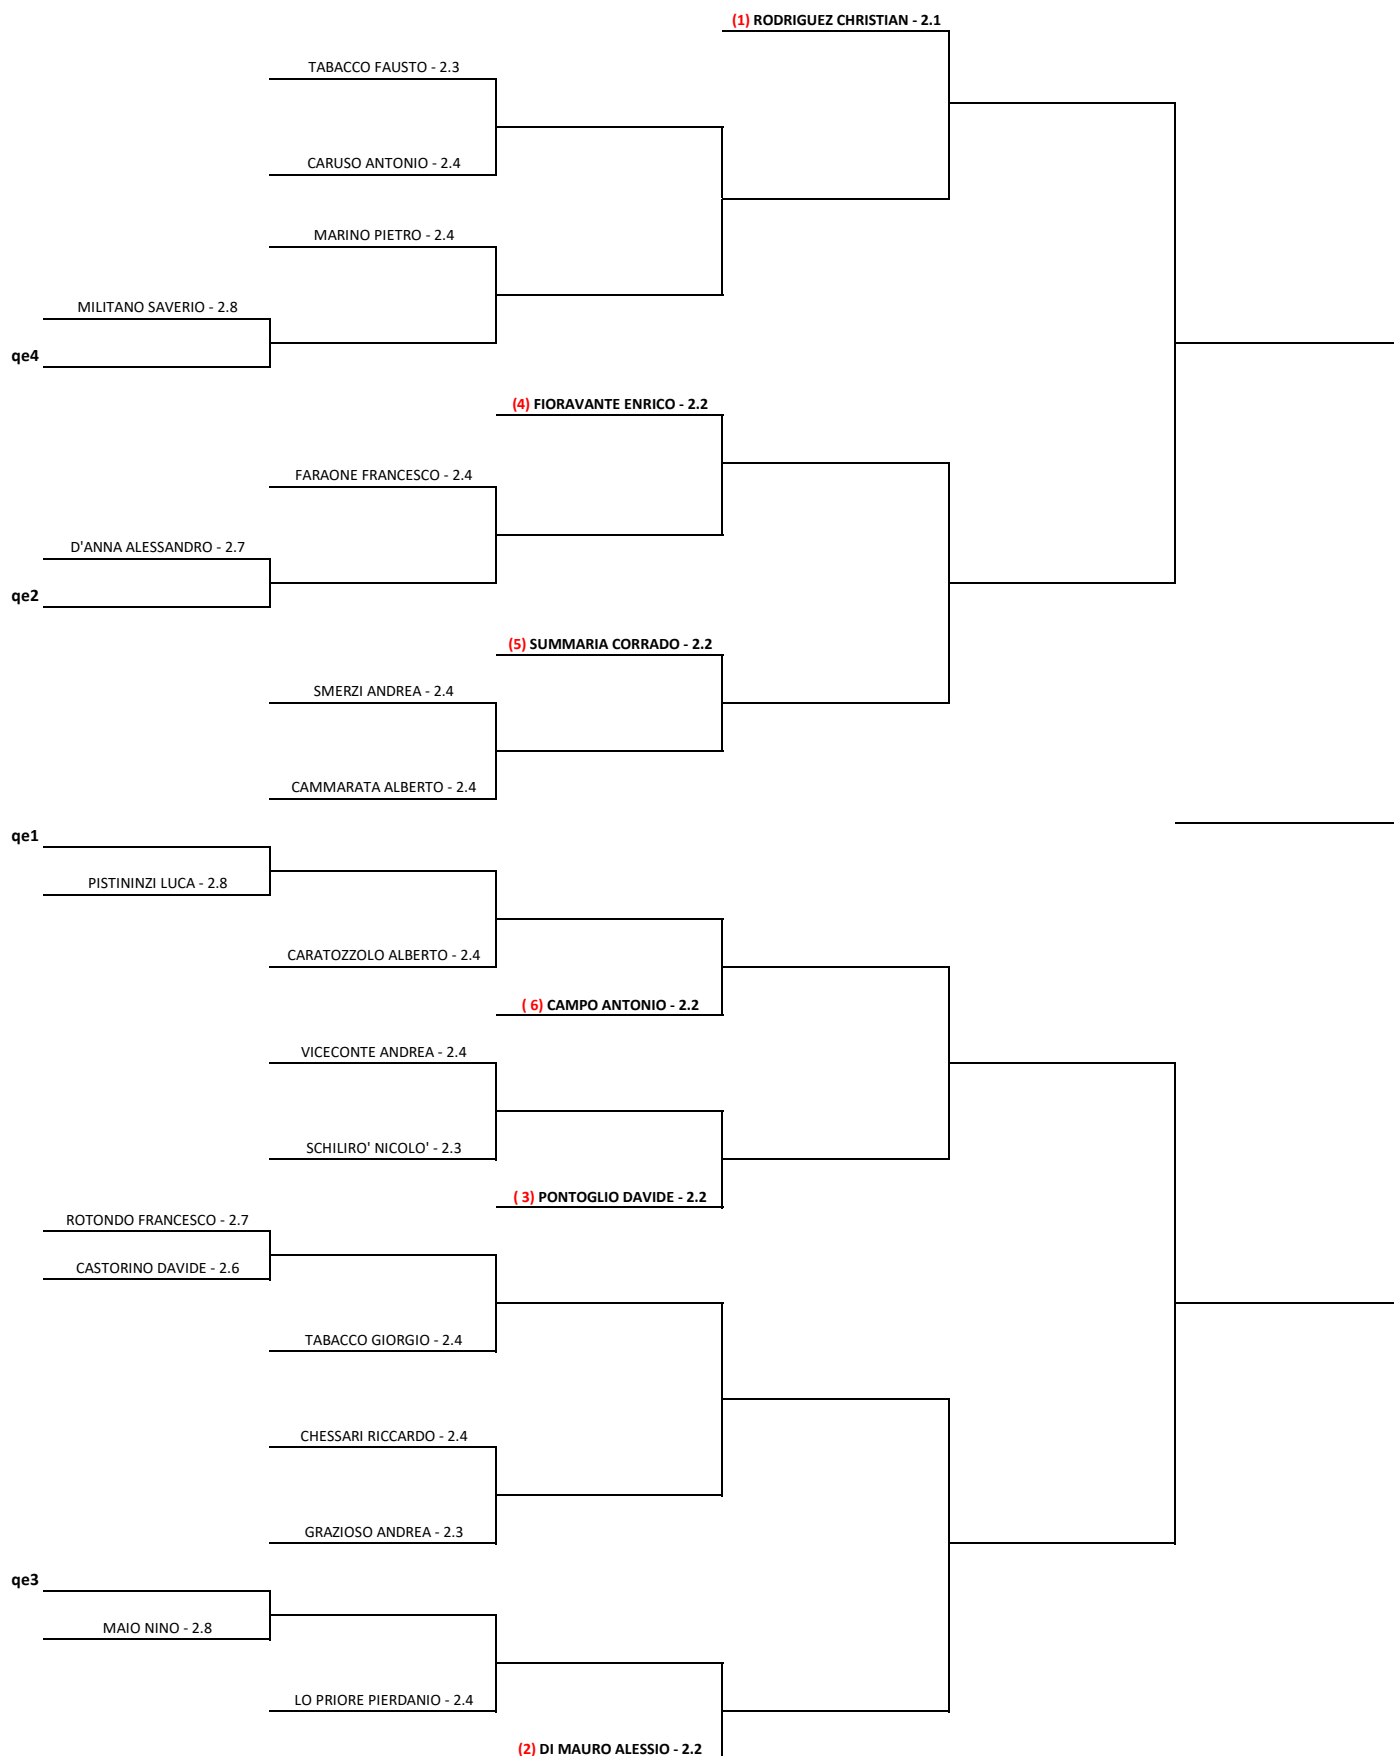 (1) RODRIGUEZ CHRISTIAN - 2.1
TABACCO FAUSTO - 2.3
CARUSO ANTONIO - 2.4
MARINO PIETRO - 2.4
MILITANO SAVERIO - 2.8
qe4
(4) FIORAVANTE ENRICO - 2.2
FARAONE FRANCESCO - 2.4
D'ANNA ALESSANDRO - 2.7
qe2
(5) SUMMARIA CORRADO - 2.2
SMERZI ANDREA - 2.4
CAMMARATA ALBERTO - 2.4
qe1
PISTININZI LUCA - 2.8
CARATOZZOLO ALBERTO - 2.4
( 6) CAMPO ANTONIO - 2.2
VICECONTE ANDREA - 2.4
SCHILIRO' NICOLO' - 2.3
( 3) PONTOGLIO DAVIDE - 2.2
ROTONDO FRANCESCO - 2.7
CASTORINO DAVIDE - 2.6
TABACCO GIORGIO - 2.4
CHESSARI RICCARDO - 2.4
GRAZIOSO ANDREA - 2.3
qe3
MAIO NINO - 2.8
LO PRIORE PIERDANIO - 2.4
(2) DI MAURO ALESSIO - 2.2